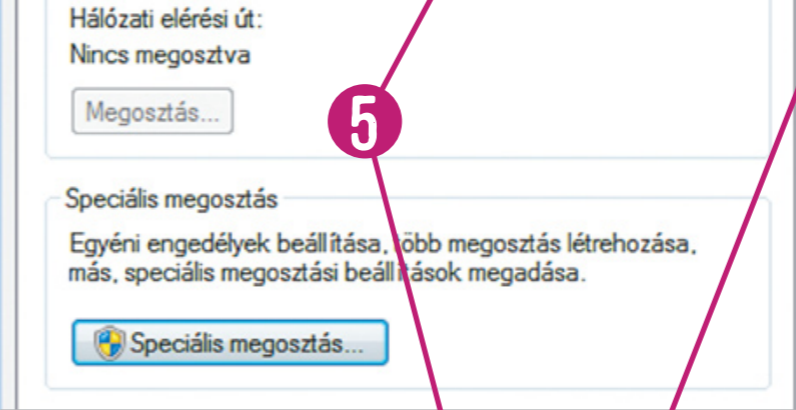 Hálózati elérési út:
Nincs megosztva
Megosztás...
5
Speciális megosztás
Egyéni engedélyek beállítása, több megosztás létrehozása,
más, speciális megosztási beállítások megadása.
Speciális megosztás...